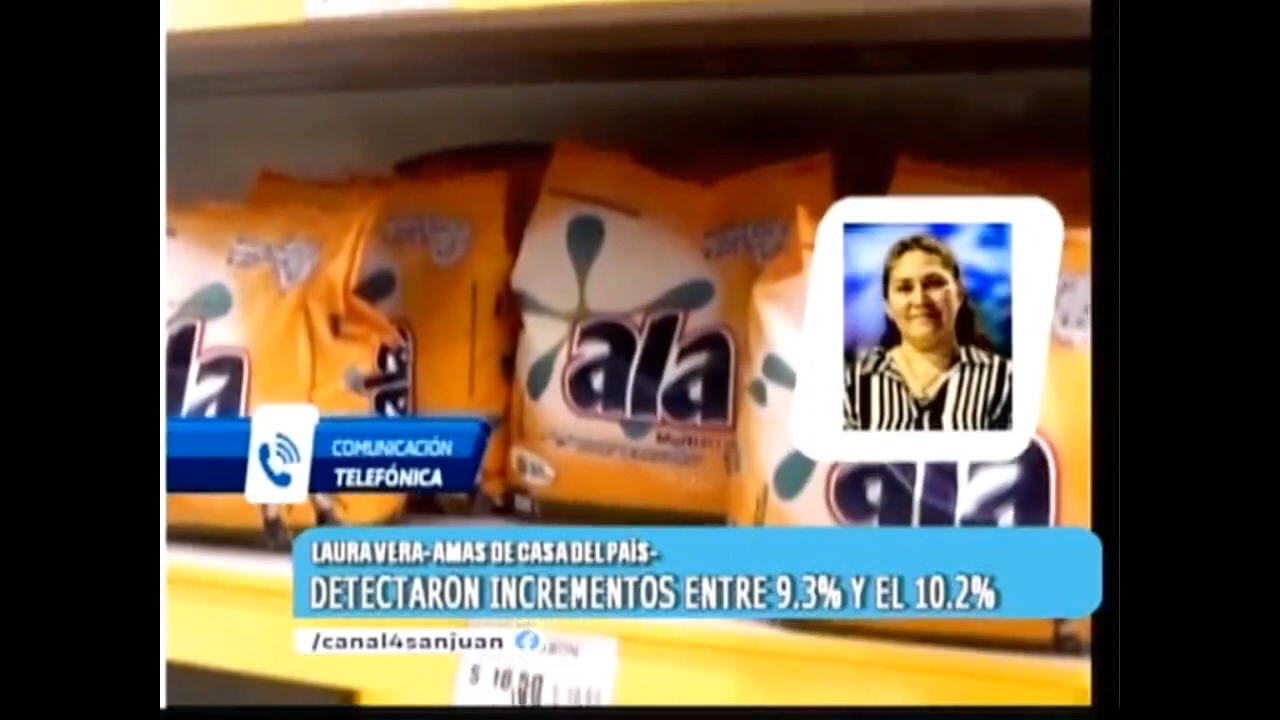 ala
ala
ala
ala
COMUNICACIÓN
TELEFÓNICA
LAURA VERA-AMAS DE CASA DEL PAÍS-
DETECTARON INCREMENTOS ENTRE 9.3% Y EL 10.2%
/canal4sanjuan